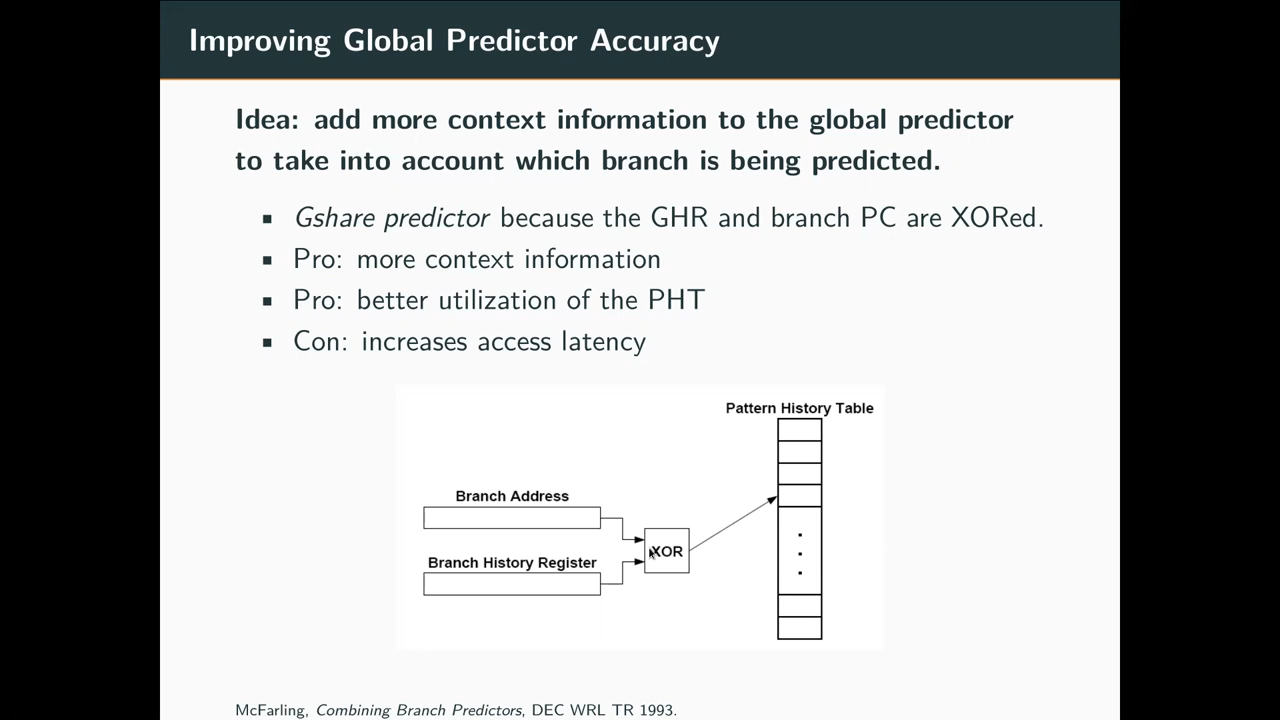 Improving Global Predictor Accuracy
Idea: add more context information to the global predictor
to take into account which branch is being predicted.
▪ Gshare predictor because the GHR and branch PC are XORed.
▪ Pro: more context information
▪ Pro: better utilization of the PHT
▪ Con: increases access latency
Pattern History Table
Branch Address
XOR
Branch History Register
McFarling, Combining Branch Predictors, DEC WRL TR 1993.